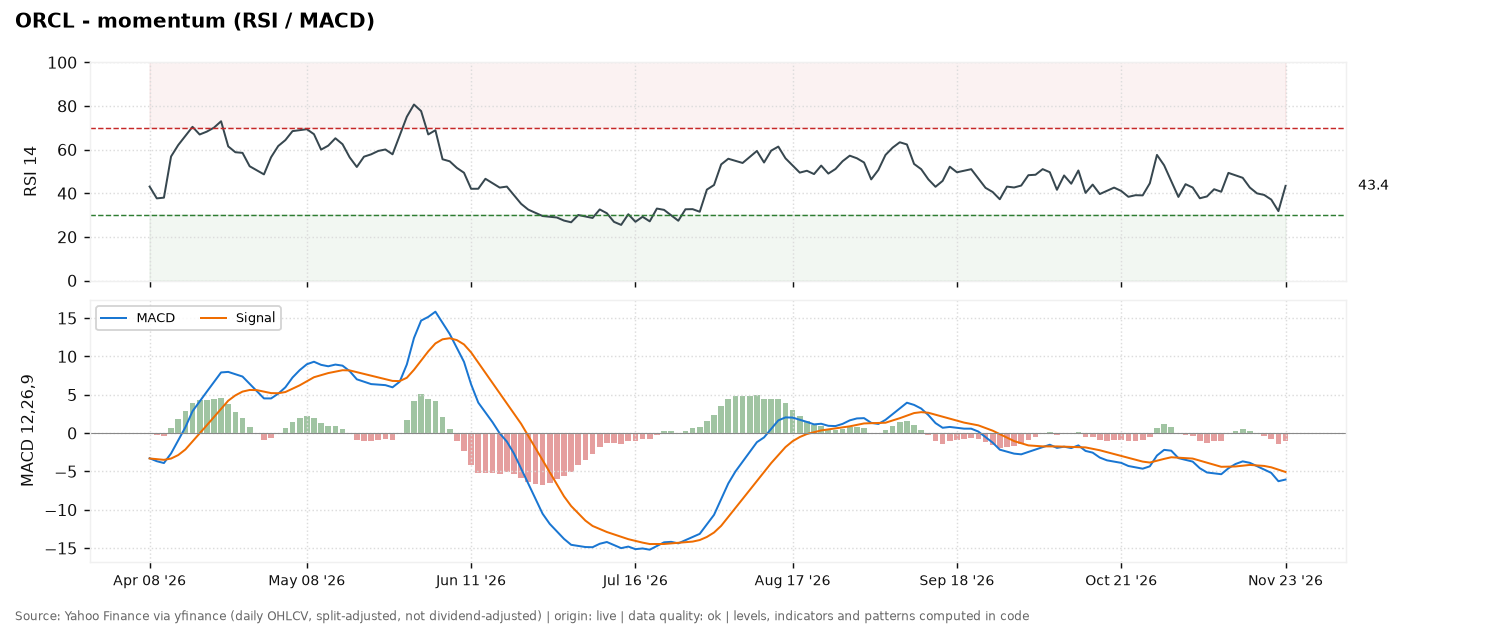 ORCL - momentum (RSI / MACD)
100
80
60
40
20
0
RSI 14
43.4
MACD
Signal
15
10
5
0
−5
−10
−15
MACD 12,26,9
Apr 08 '26
May 08 '26
Jun 11 '26
Jul 16 '26
Aug 17 '26
Sep 18 '26
Oct 21 '26
Nov 23 '26
Source: Yahoo Finance via yfinance (daily OHLCV, split-adjusted, not dividend-adjusted) | origin: live | data quality: ok | levels, indicators and patterns computed in code